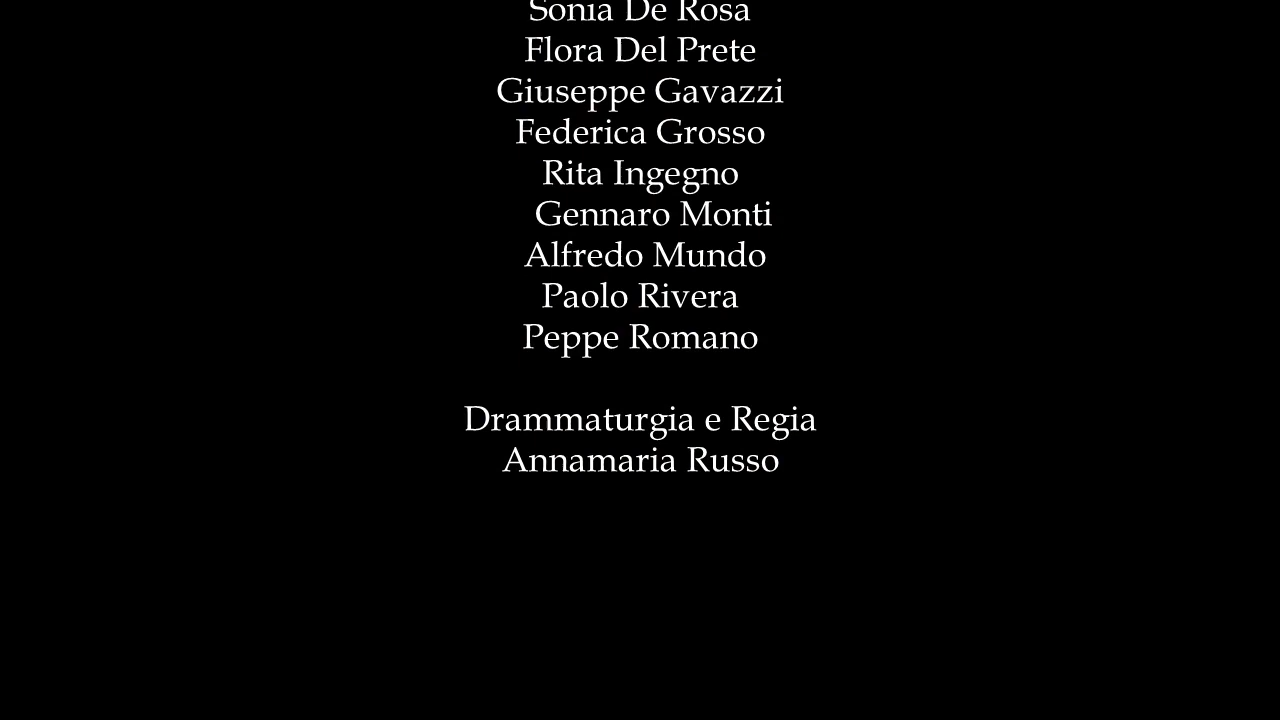 Sonia De Rosa
Flora Del Prete
Giuseppe Gavazzi
Federica Grosso
Rita Ingegno
Gennaro Monti
Alfredo Mundo
Paolo Rivera
Peppe Romano
Drammaturgia e Regia
Annamaria Russo